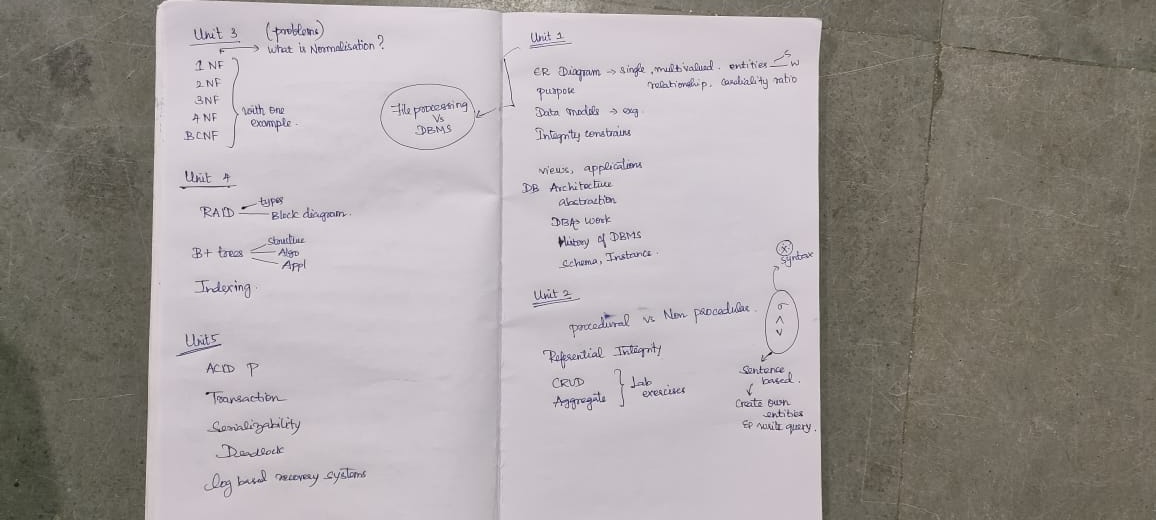 Unit 3 (problems)
What is Normalisation?
1 NF
2 NF
3NF
4 NF
BCNF
with one
example.
Unit 4
RAID types
Block diagram.
B+ trees structure
Algo
Appl
Indexing.
Unit5
ACID P
Transaction
Serializability
Deadlock
log based recovery systems
File processing
Vs
DBMS
Unit 1
ER Diagram → single, multivalued. entities S
W
purpose relationship, cardiality ratio
Data models → exg.
Integrity constrains
views, applications
DB Architecture
abstraction
DBA's work
History of DBMS
Schema, Instance.
Unit 2
procedural vs Non procedular.
Referential Integrity
CRUD
Aggregate
Lab
exercises
X
syntax
σ
^
v
Sentence
based.
Create own
entities
& write query.